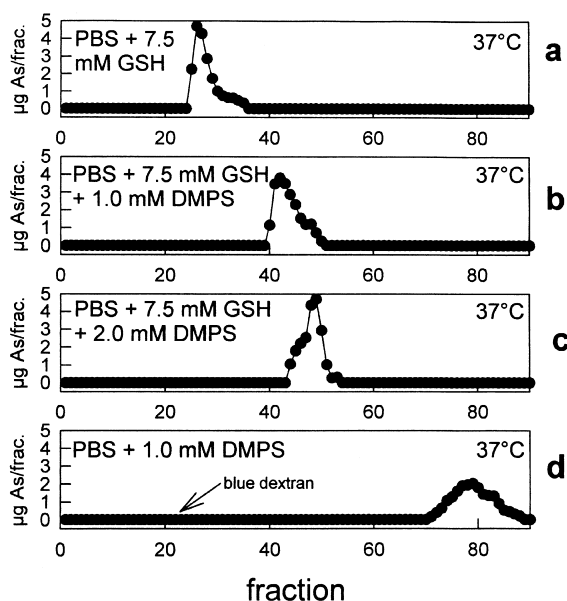 5
PBS + 7.5 37°C
4
mM GSH
3
2
1
0
µg As/frac.
a
0 20 40 60 80
5
PBS + 7.5 mM GSH 37°C
4
+ 1.0 mM DMPS
3
2
1
0
µg As/frac.
b
0 20 40 60 80
5
PBS + 7.5 mM GSH 37°C
4
+ 2.0 mM DMPS
3
2
1
0
µg As/frac.
c
0 20 40 60 80
5
PBS + 1.0 mM DMPS 37°C
4
3
blue dextran
2
1
0
µg As/frac.
d
0 20 40 60 80
fraction